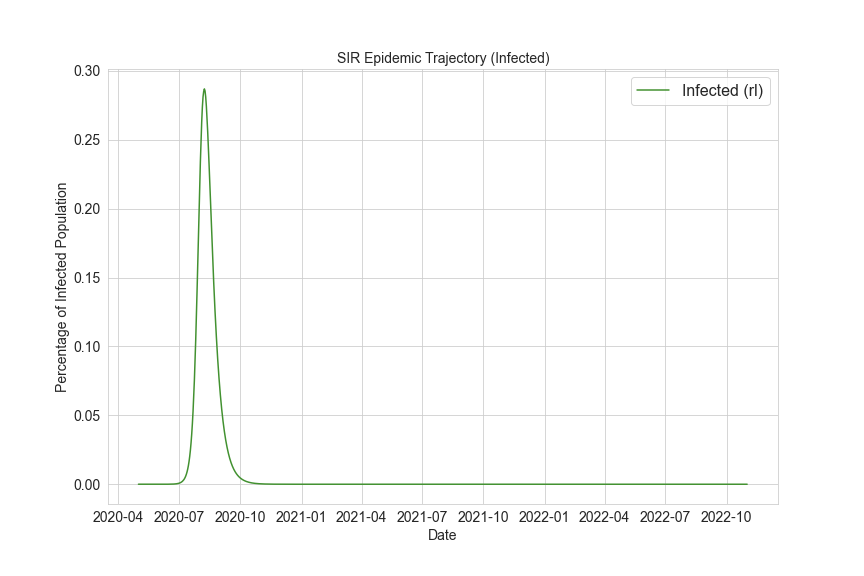 SIR Epidemic Trajectory (Infected)
Infected (rI)
Percentage of Infected Population
0.30
0.25
0.20
0.15
0.10
0.05
0.00
2020-04 2020-07 2020-10 2021-01 2021-04 2021-07 2021-10 2022-01 2022-04 2022-07 2022-10
Date